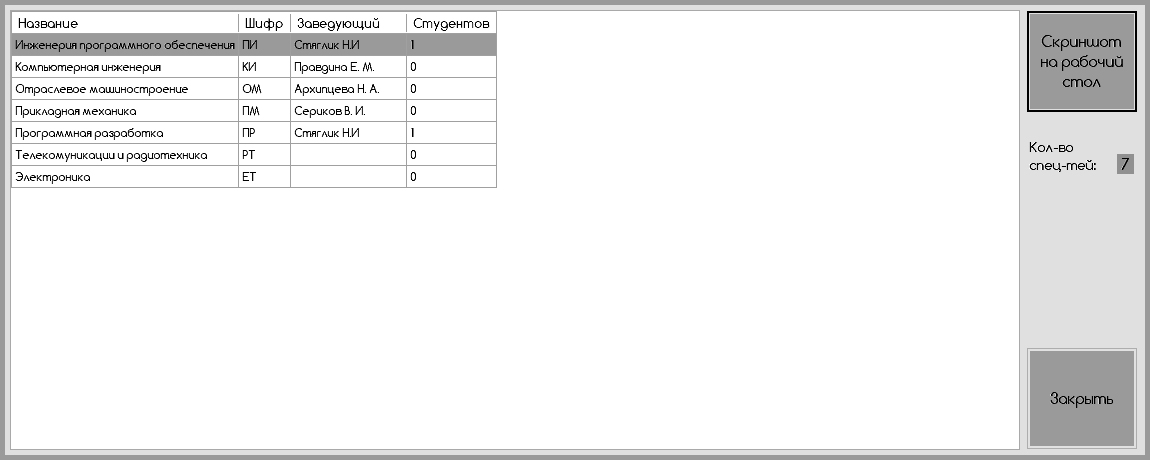 Название Шифр Заведующий Студентов
Инженерия программного обеспечения ПИ Стяглик Н.И 1
Компьютерная инженерия КИ Правдина Е. М. 0
Отраслевое машиностроение ОМ Архипцева Н. А. 0
Прикладная механика ПМ Сериков В. И. 0
Программная разработка ПР Стяглик Н.И 1
Телекомуникации и радиотехника РТ 0
Электроника ЕТ 0
Скриншот
на рабочий
стол
Кол-во
спец-тей: 7
Закрыть